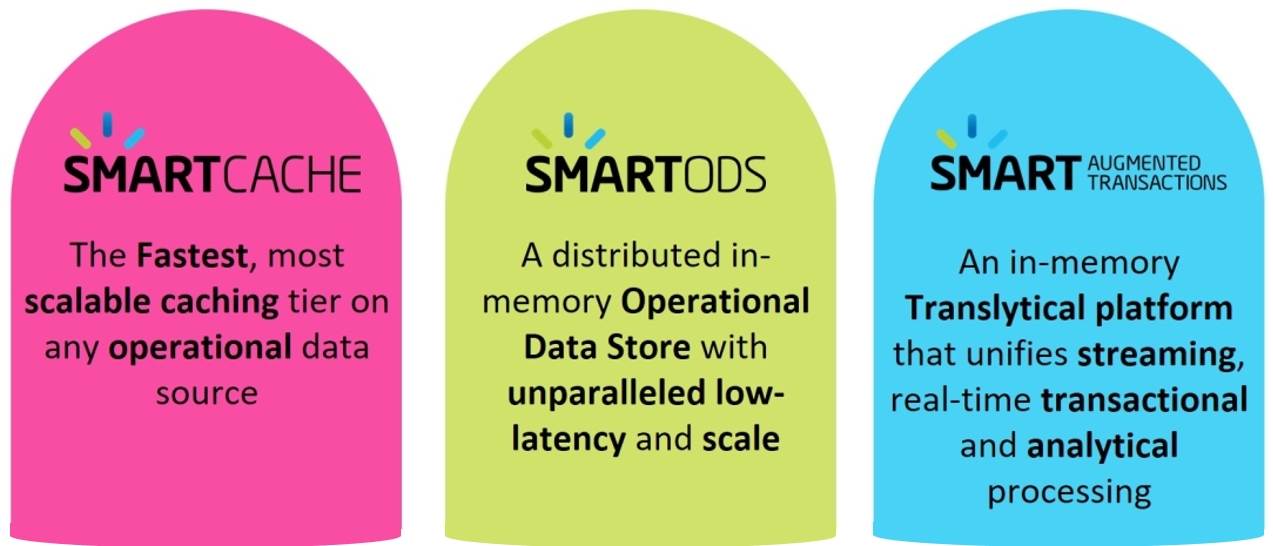 SMARTCACHE
The Fastest, most
scalable caching tier on
any operational data
source
SMARTODS
A distributed in-
memory Operational
Data Store with
unparalleled low-
latency and scale
SMART AUGMENTED
TRANSACTIONS
An in-memory
Translytical platform
that unifies streaming,
real-time transactional
and analytical
processing